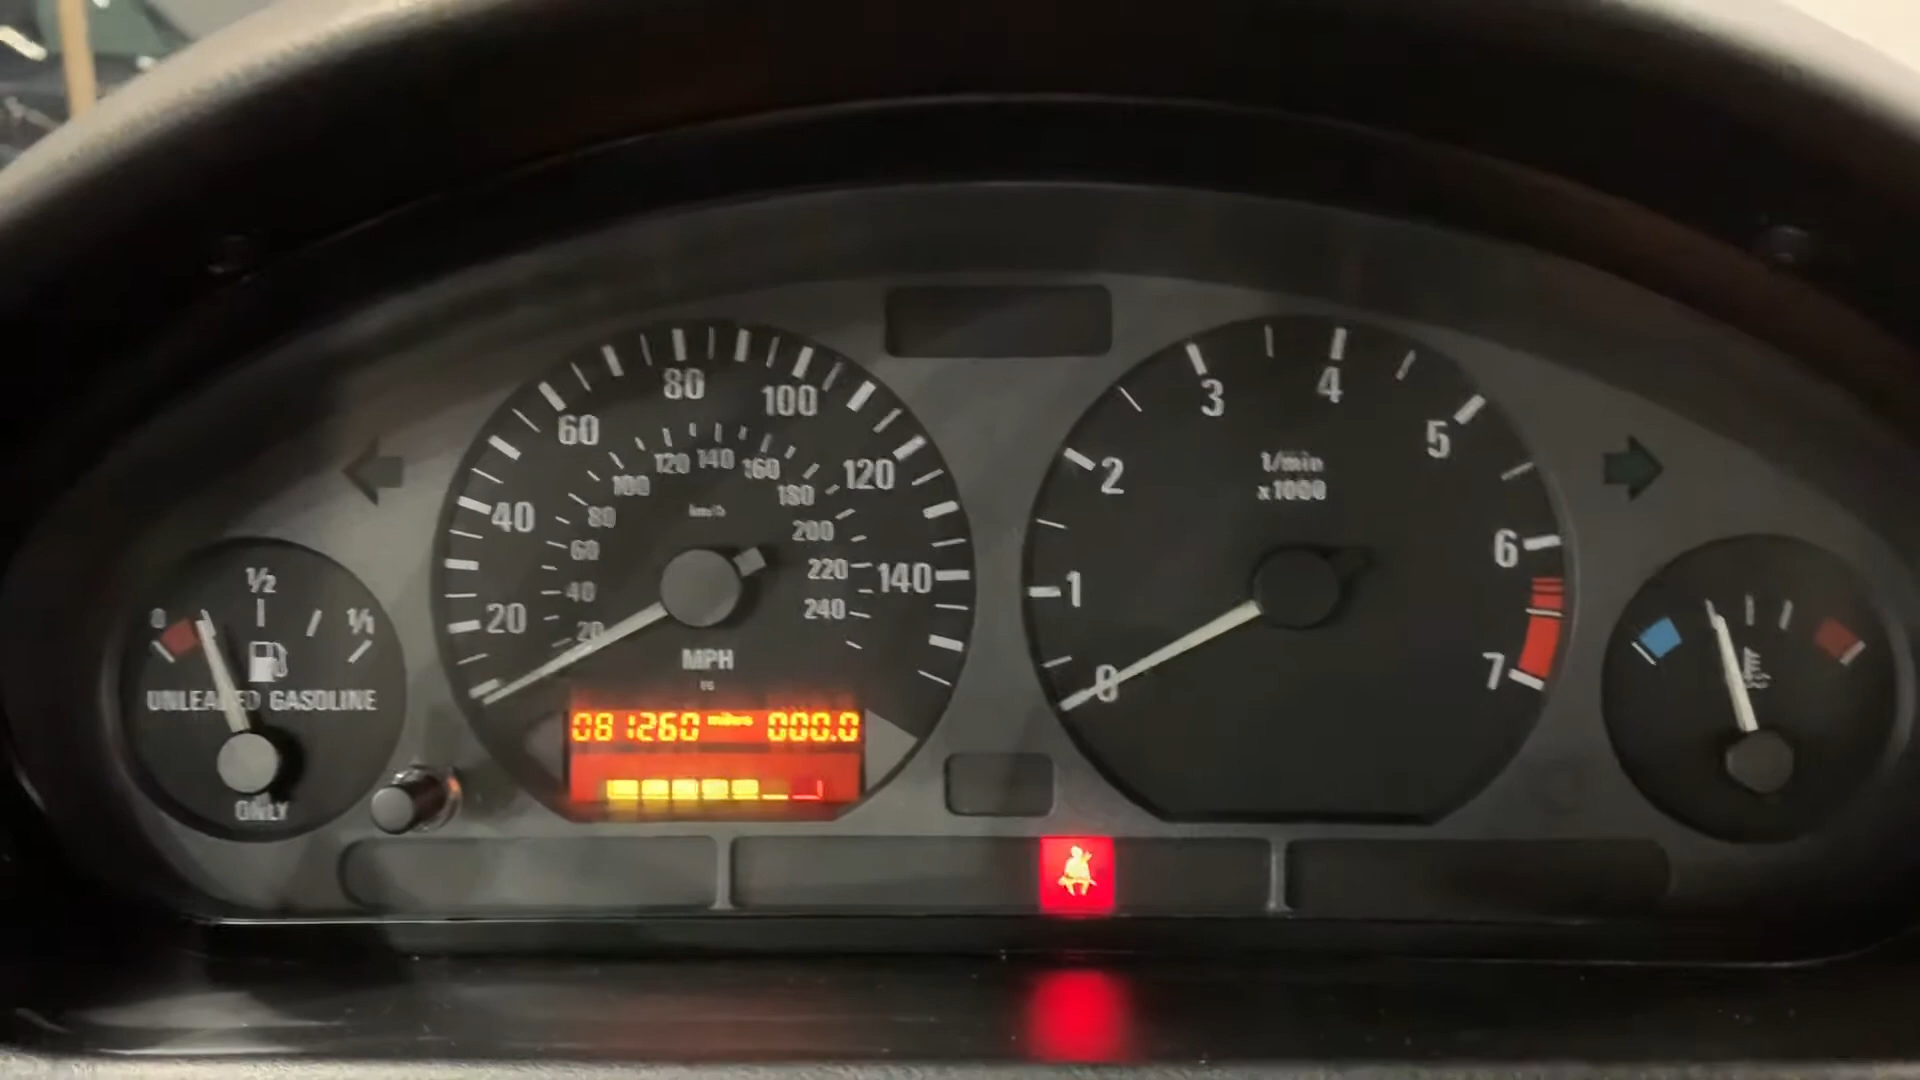 0 1/2 1/1
UNLEADED GASOLINE
ONLY
20 40 60 80 100 120 140
20 40 60 80 100 120 140 160 180 200 220 240
km/h
MPH
081260 miles 000.0
0 1 2 3 4 5 6 7
1/min
x1000